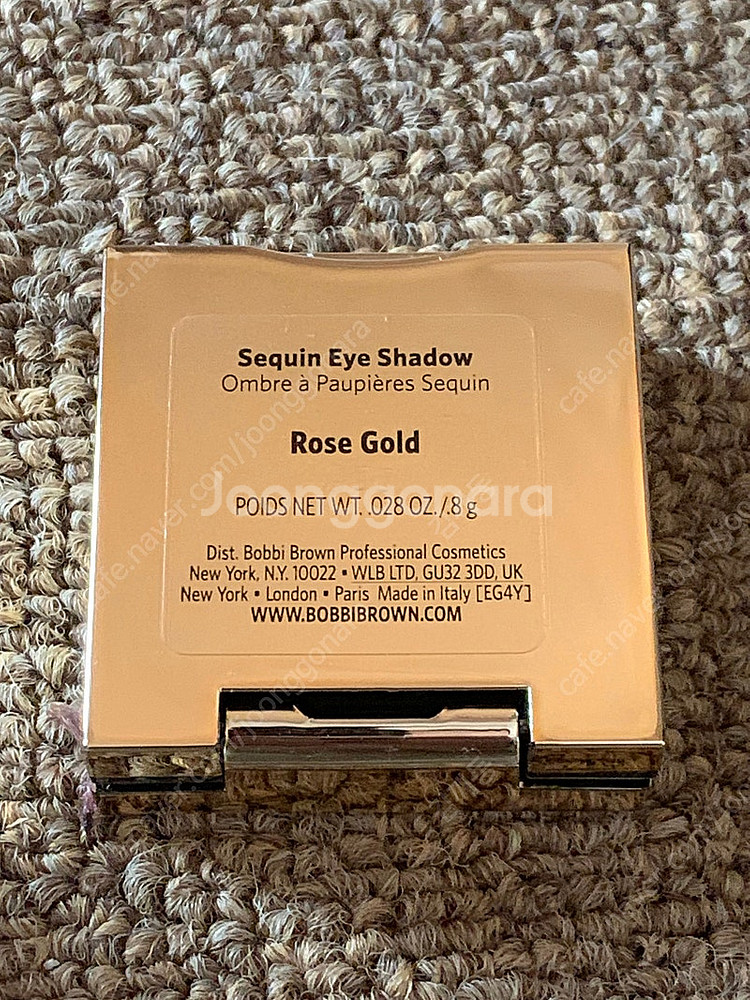 Sequin Eye Shadow
Ombre à Paupières Sequin
Rose Gold
Joonggonara
POIDS NET WT. .028 OZ./.8 g
Dist. Bobbi Brown Professional Cosmetics
New York, N.Y. 10022 ▪ WLB LTD, GU32 3DD, UK
New York ▪ London ▪ Paris Made in Italy [EG4Y]
WWW.BOBBIBROWN.COM